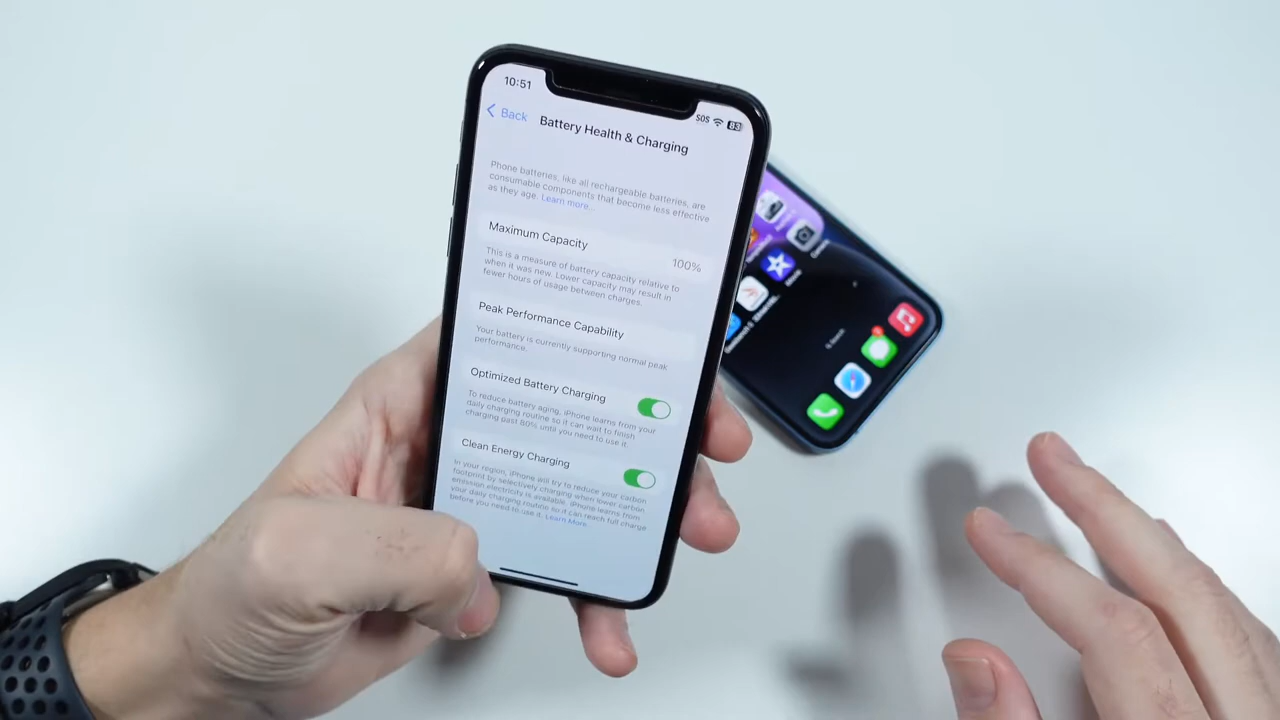 10:51
SOS
83
Back
Battery Health & Charging
Phone batteries, like all rechargeable batteries, are
consumable components that become less effective
as they age. Learn more...
Maximum Capacity
100%
This is a measure of battery capacity relative to
when it was new. Lower capacity may result in
fewer hours of usage between charges.
Peak Performance Capability
Your battery is currently supporting normal peak
performance.
Optimized Battery Charging
To reduce battery aging, iPhone learns from your
daily charging routine so it can wait to finish
charging past 80% until you need to use it.
Clean Energy Charging
In your region, iPhone will try to reduce your carbon
footprint by selectively charging when lower carbon
emission electricity is available. iPhone learns from
your daily charging routine so it can reach full charge
before you need to use it. Learn More...
Search